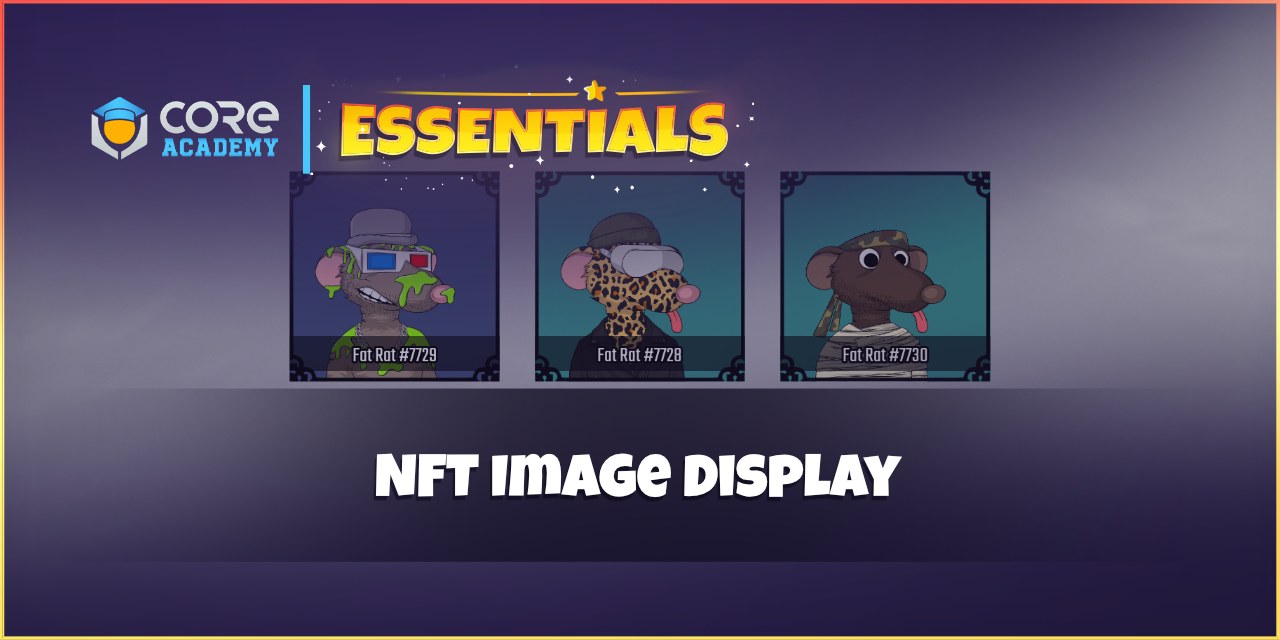 CORE
ACADEMY
ESSENTIALS
Fat Rat #7729
Fat Rat #7728
Fat Rat #7730
NFT IMAGE DISPLAY